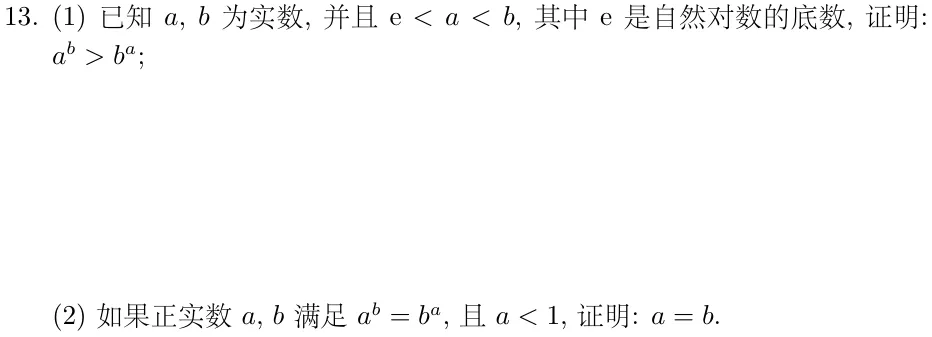 13. (1) 已知 a, b 为实数, 并且 e < a < b, 其中 e 是自然对数的底数, 证明:
a^b > b^a;
(2) 如果正实数 a, b 满足 a^b = b^a, 且 a < 1, 证明: a = b.